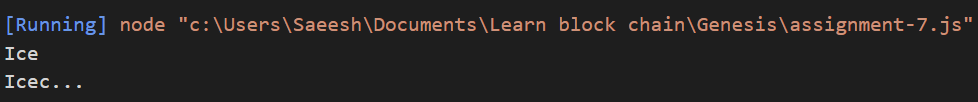 [Running] node "c:\Users\Saeesh\Documents\Learn block chain\Genesis\assignment-7.js"
Ice
Icec...